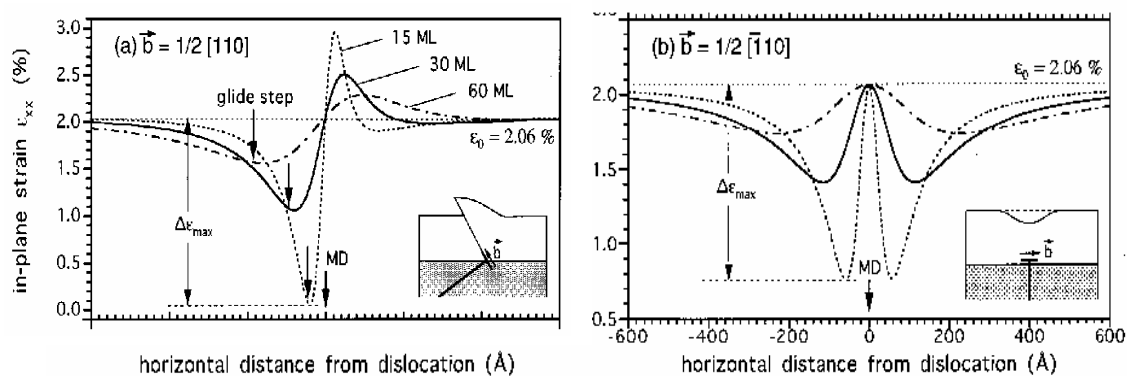 (a) b = 1/2 [110]
15 ML
30 ML
60 ML
glide step
ε₀ = 2.06 %
Δε_max
MD
b
in-plane strain ε_xx (%)
3.0
2.5
2.0
1.5
1.0
0.5
0.0
horizontal distance from dislocation (Å)
(b) b = 1/2 [1̄10]
ε₀ = 2.06 %
Δε_max
MD
b
2.0
1.5
1.0
0.5
-600 -400 -200 0 200 400 600
horizontal distance from dislocation (Å)